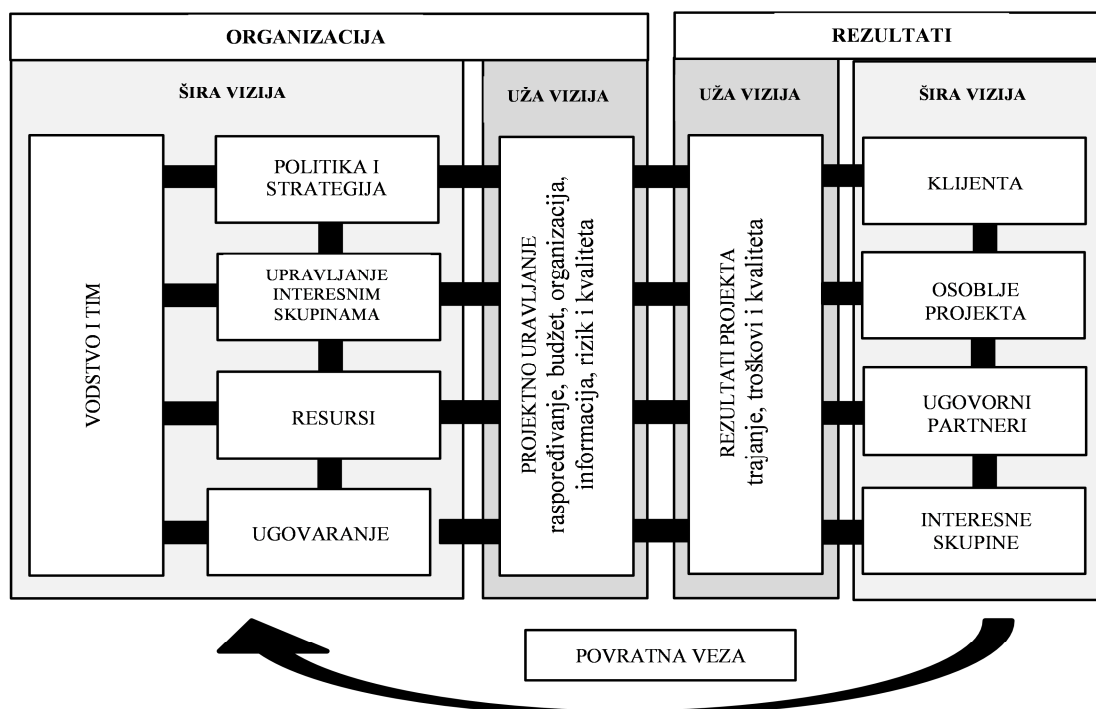 ORGANIZACIJA
REZULTATI
ŠIRA VIZIJA
UŽA VIZIJA
UŽA VIZIJA
ŠIRA VIZIJA
VODSTVO I TIM
POLITIKA I
STRATEGIJA
UPRAVLJANJE
INTERESNIM
SKUPINAMA
RESURSI
UGOVARANJE
PROJEKTNO URAVLJANJE
raspoređivanje, budžet, organizacija,
informacija, rizik i kvaliteta
REZULTATI PROJEKTA
trajanje, troškovi i kvaliteta
KLIJENTA
OSOBLJE
PROJEKTA
UGOVORNI
PARTNERI
INTERESNE
SKUPINE
POVRATNA VEZA